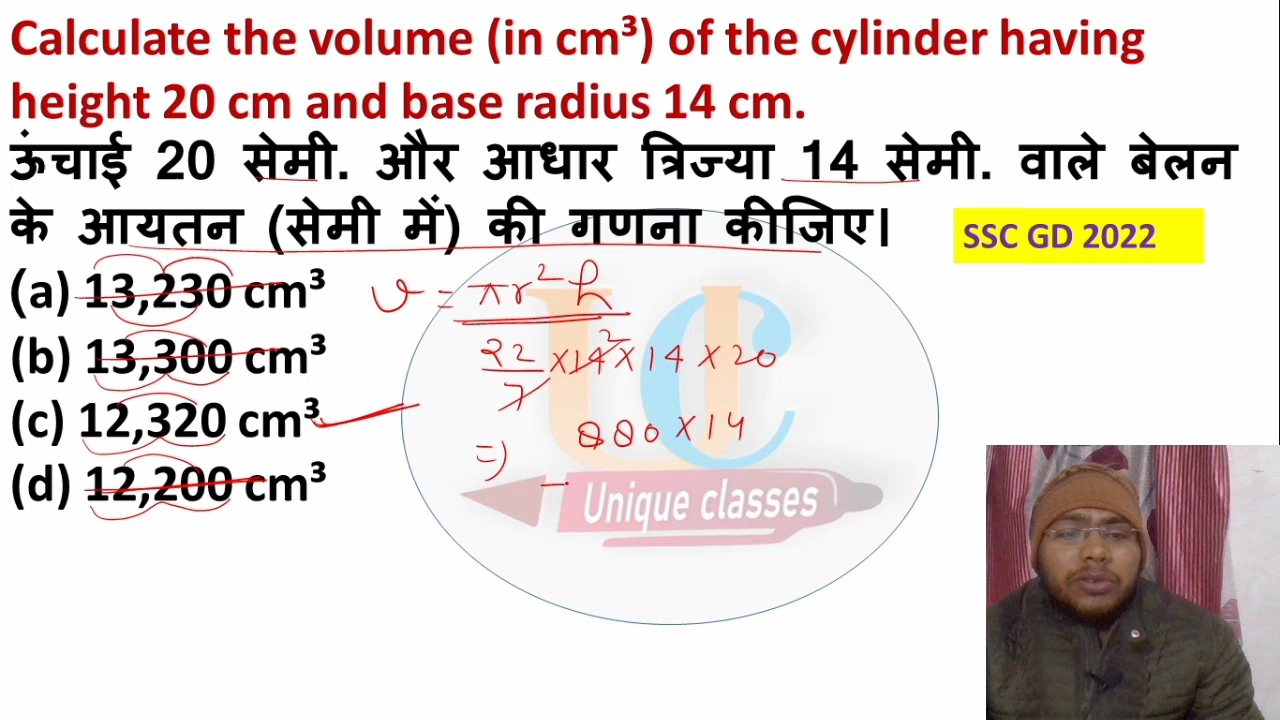 Calculate the volume (in cm³) of the cylinder having
height 20 cm and base radius 14 cm.
ऊंचाई 20 सेमी. और आधार त्रिज्या 14 सेमी. वाले बेलन
के आयतन (सेमी में) की गणना कीजिए।
SSC GD 2022
(a) 13,230 cm³
(b) 13,300 cm³
(c) 12,320 cm³
(d) 12,200 cm³
v = πr²h
22/7 × 14² × 14 × 20
⇒ 880 × 14
UC
Unique classes